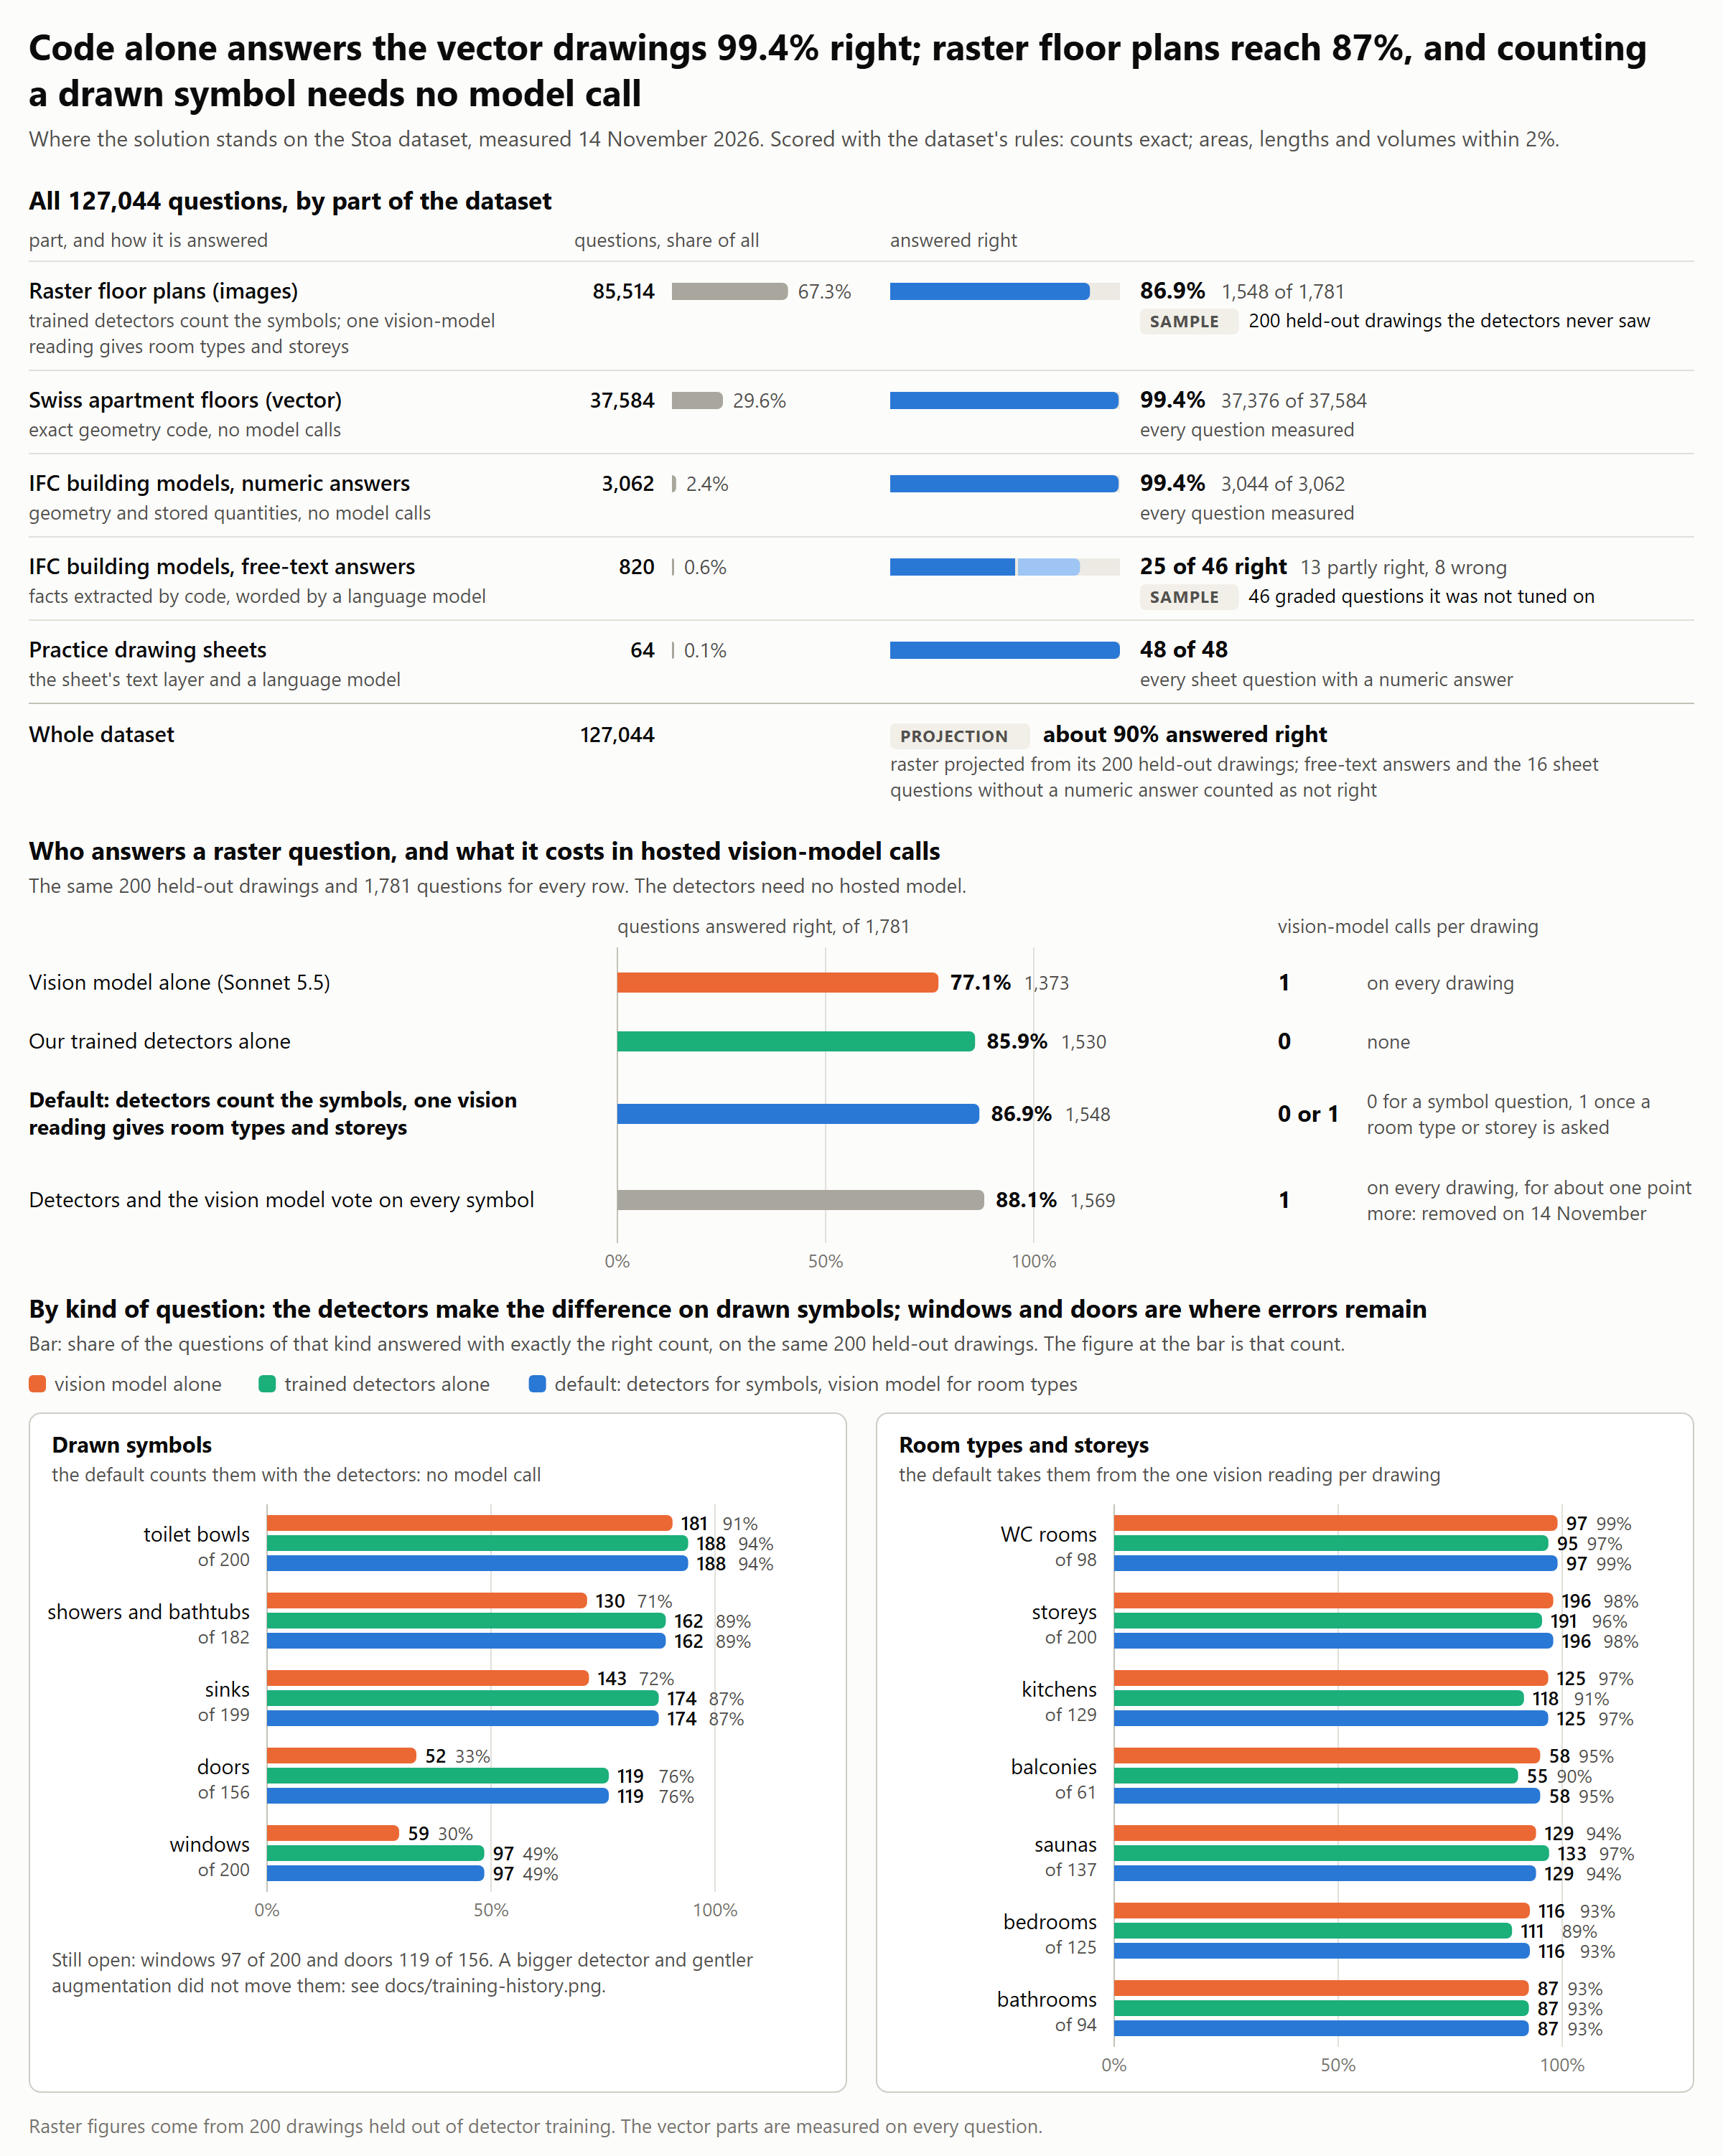 Code alone answers the vector drawings 99.4% right; raster floor plans reach 87%, and counting
a drawn symbol needs no model call
Where the solution stands on the Stoa dataset, measured 14 November 2026. Scored with the dataset's rules: counts exact; areas, lengths and volumes within 2%.
All 127,044 questions, by part of the dataset
part, and how it is answered questions, share of all answered right
Raster floor plans (images) 85,514 67.3% 86.9% 1,548 of 1,781
trained detectors count the symbols; one vision-model SAMPLE 200 held-out drawings the detectors never saw
reading gives room types and storeys
Swiss apartment floors (vector) 37,584 29.6% 99.4% 37,376 of 37,584
exact geometry code, no model calls every question measured
IFC building models, numeric answers 3,062 2.4% 99.4% 3,044 of 3,062
geometry and stored quantities, no model calls every question measured
IFC building models, free-text answers 820 0.6% 25 of 46 right 13 partly right, 8 wrong
facts extracted by code, worded by a language model SAMPLE 46 graded questions it was not tuned on
Practice drawing sheets 64 0.1% 48 of 48
the sheet's text layer and a language model every sheet question with a numeric answer
Whole dataset 127,044 PROJECTION about 90% answered right
raster projected from its 200 held-out drawings; free-text answers and the 16 sheet
questions without a numeric answer counted as not right
Who answers a raster question, and what it costs in hosted vision-model calls
The same 200 held-out drawings and 1,781 questions for every row. The detectors need no hosted model.
questions answered right, of 1,781 vision-model calls per drawing
Vision model alone (Sonnet 5.5) 77.1% 1,373 1 on every drawing
Our trained detectors alone 85.9% 1,530 0 none
Default: detectors count the symbols, one vision 0 for a symbol question, 1 once a
reading gives room types and storeys 86.9% 1,548 0 or 1 room type or storey is asked
Detectors and the vision model vote on every symbol 88.1% 1,569 1 on every drawing, for about one point
more: removed on 14 November
0% 50% 100%
By kind of question: the detectors make the difference on drawn symbols; windows and doors are where errors remain
Bar: share of the questions of that kind answered with exactly the right count, on the same 200 held-out drawings. The figure at the bar is that count.
vision model alone trained detectors alone default: detectors for symbols, vision model for room types
Drawn symbols
the default counts them with the detectors: no model call
toilet bowls
of 200
181 91%
188 94%
188 94%
showers and bathtubs
of 182
130 71%
162 89%
162 89%
sinks
of 199
143 72%
174 87%
174 87%
doors
of 156
52 33%
119 76%
119 76%
windows
of 200
59 30%
97 49%
97 49%
0% 50% 100%
Still open: windows 97 of 200 and doors 119 of 156. A bigger detector and gentler
augmentation did not move them: see docs/training-history.png.
Room types and storeys
the default takes them from the one vision reading per drawing
WC rooms
of 98
97 99%
95 97%
97 99%
storeys
of 200
196 98%
191 96%
196 98%
kitchens
of 129
125 97%
118 91%
125 97%
balconies
of 61
58 95%
55 90%
58 95%
saunas
of 137
129 94%
133 97%
129 94%
bedrooms
of 125
116 93%
111 89%
116 93%
bathrooms
of 94
87 93%
87 93%
87 93%
0% 50% 100%
Raster figures come from 200 drawings held out of detector training. The vector parts are measured on every question.